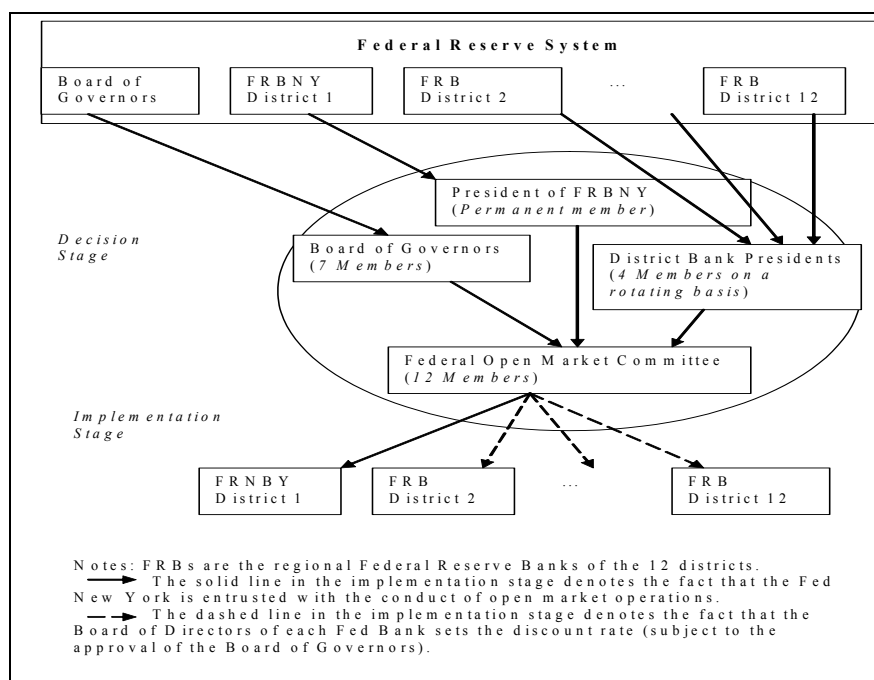 Federal Reserve System
Board of
Governors
FRBNY
District 1
FRB
District 2
...
FRB
District 12
President of FRBNY
(Permanent member)
Decision
Stage
Board of Governors
(7 Members)
District Bank Presidents
(4 Members on a
rotating basis)
Federal Open Market Committee
(12 Members)
Implementation
Stage
FRNBY
District 1
FRB
District 2
...
FRB
District 12
Notes: FRBs are the regional Federal Reserve Banks of the 12 districts.
The solid line in the implementation stage denotes the fact that the Fed
New York is entrusted with the conduct of open market operations.
The dashed line in the implementation stage denotes the fact that the
Board of Directors of each Fed Bank sets the discount rate (subject to the
approval of the Board of Governors).